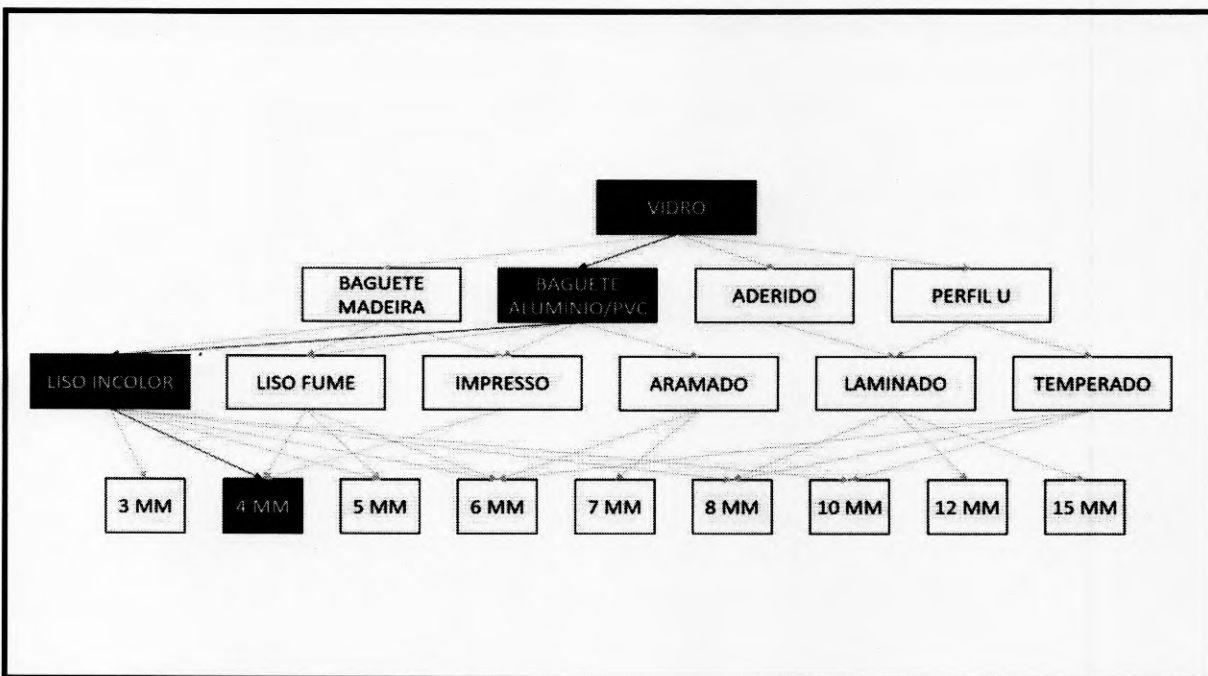 VIDRO
BAGUETE
MADEIRA
BAGUETE
ALUMÍNIO/PVC
ADERIDO
PERFIL U
LISO INCOLOR
LISO FUME
IMPRESSO
ARAMADO
LAMINADO
TEMPERADO
3 MM
4 MM
5 MM
6 MM
7 MM
8 MM
10 MM
12 MM
15 MM